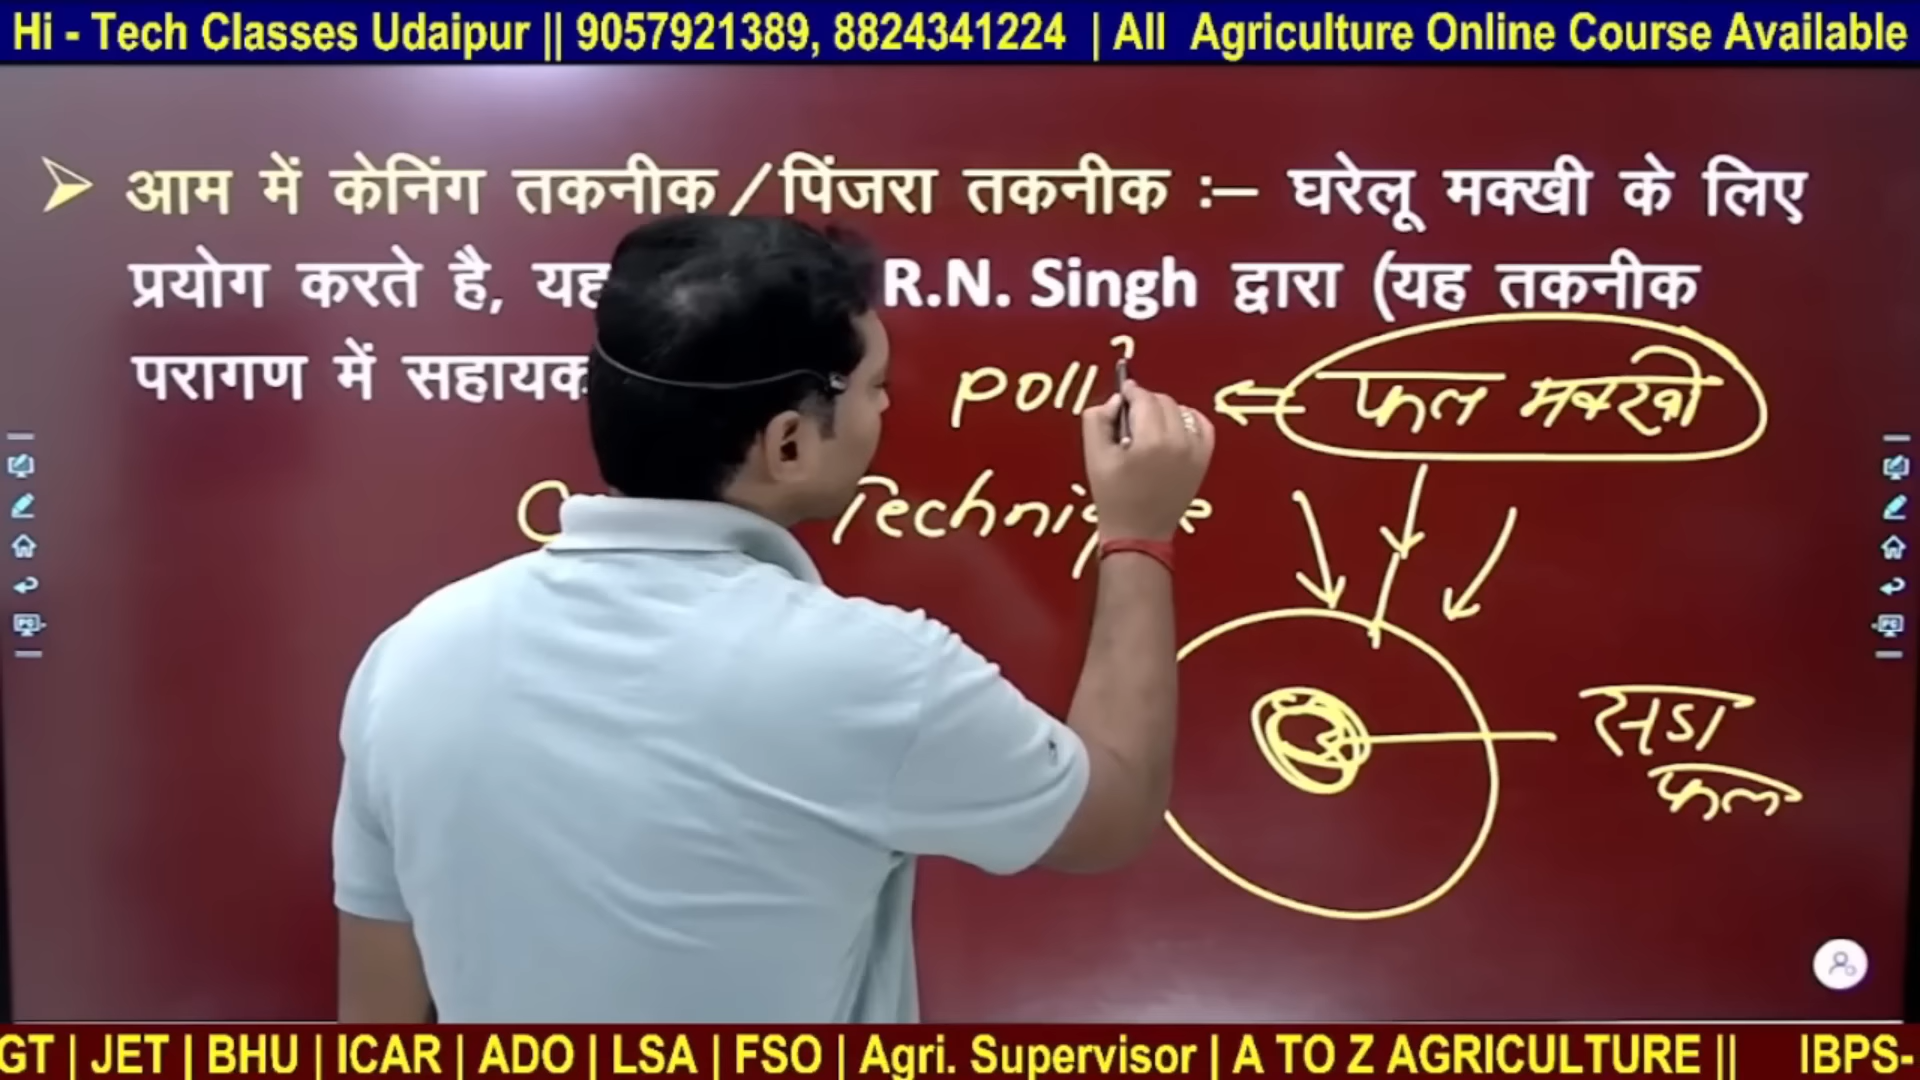 Hi - Tech Classes Udaipur || 9057921389, 8824341224 | All Agriculture Online Course Available
आम में केनिंग तकनीक/पिंजरा तकनीक :– घरेलू मक्खी के लिए
प्रयोग करते है, यह R.N. Singh द्वारा (यह तकनीक
परागण में सहायक
poll फल मक्खी
Technique
सडा
फल
GT | JET | BHU | ICAR | ADO | LSA | FSO | Agri. Supervisor | A TO Z AGRICULTURE || IBPS-